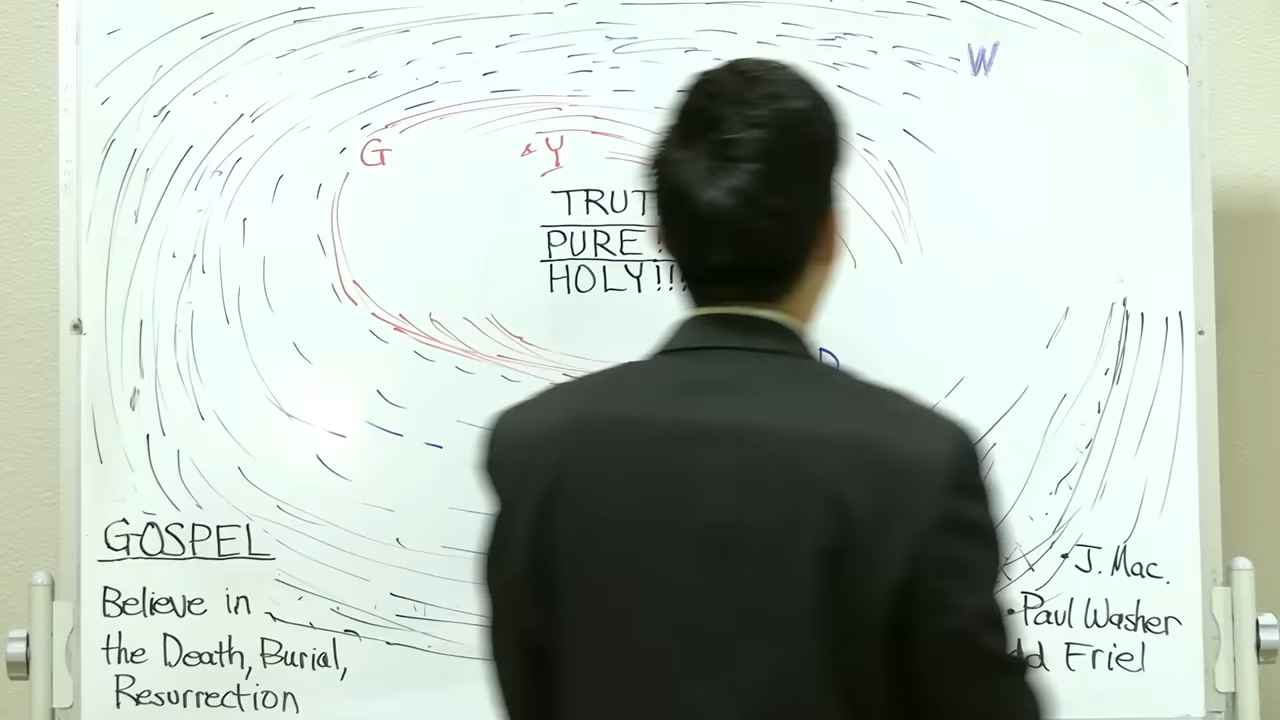 W
G
Y
TRUT
PURE!
HOLY!!!
D
GOSPEL
Believe in
the Death, Burial,
Resurrection
• J. Mac.
• Paul Washer
dd Friel